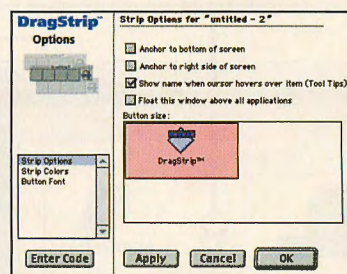 DragStrip™
Options
Strip Options
Strip Colors
Button Font
Enter Code
Strip Options for "untitled - 2"
Anchor to bottom of screen
Anchor to right side of screen
Show name when cursor hovers over item (Tool Tips)
Float this window above all applications
Button size:
DragStrip™
Apply
Cancel
OK